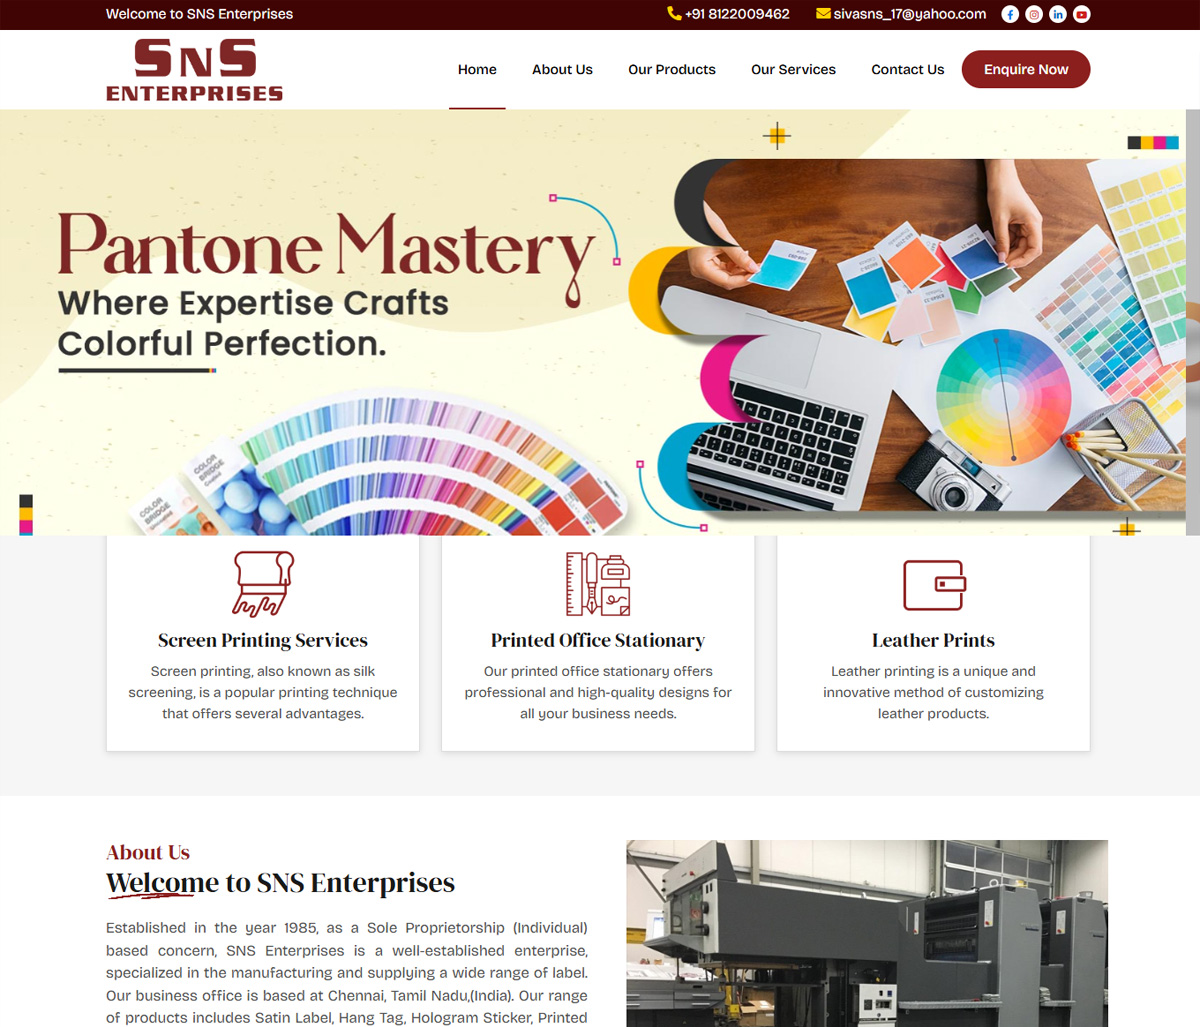 Welcome to SNS Enterprises
+91 8122009462
sivasns_17@yahoo.com
SNS
ENTERPRISES
Home
About Us
Our Products
Our Services
Contact Us
Enquire Now
Pantone Mastery
Where Expertise Crafts
Colorful Perfection.
COLOR
BRIDGE
Coated
COLOR
BRIDGE
Uncoated
Screen Printing Services
Screen printing, also known as silk
screening, is a popular printing technique
that offers several advantages.
Printed Office Stationary
Our printed office stationary offers
professional and high-quality designs for
all your business needs.
Leather Prints
Leather printing is a unique and
innovative method of customizing
leather products.
About Us
Welcome to SNS Enterprises
Established in the year 1985, as a Sole Proprietorship (Individual)
based concern, SNS Enterprises is a well-established enterprise,
specialized in the manufacturing and supplying a wide range of label.
Our business office is based at Chennai, Tamil Nadu,(India). Our range
of products includes Satin Label, Hang Tag, Hologram Sticker, Printed